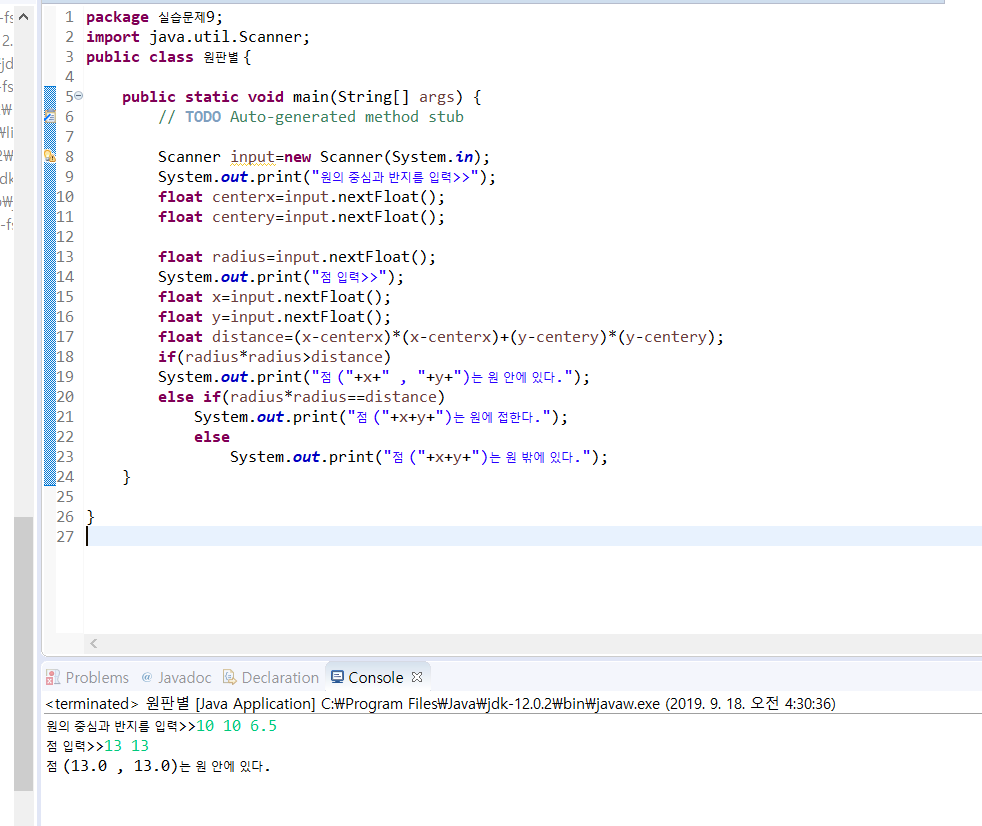 -fs
1 package 실습문제9;
2. 2 import java.util.Scanner;
jd 3 public class 원판별 {
-fs 4
5 public static void main(String[] args) {
6 // TODO Auto-generated method stub
₩li 7
2₩ 8 Scanner input=new Scanner(System.in);
dk 9 System.out.print("원의 중심과 반지름 입력>>");
10 float centerx=input.nextFloat();
-fs 11 float centery=input.nextFloat();
12
13 float radius=input.nextFloat();
14 System.out.print("점 입력>>");
15 float x=input.nextFloat();
16 float y=input.nextFloat();
17 float distance=(x-centerx)*(x-centerx)+(y-centery)*(y-centery);
18 if(radius*radius>distance)
19 System.out.print("점 ("+x+" , "+y+")는 원 안에 있다.");
20 else if(radius*radius==distance)
21 System.out.print("점 ("+x+y+")는 원에 접한다.");
22 else
23 System.out.print("점 ("+x+y+")는 원 밖에 있다.");
24 }
25
26 }
27
Problems @ Javadoc Declaration Console
<terminated> 원판별 [Java Application] C:₩Program Files₩Java₩jdk-12.0.2₩bin₩javaw.exe (2019. 9. 18. 오전 4:30:36)
원의 중심과 반지름 입력>>10 10 6.5
점 입력>>13 13
점 (13.0 , 13.0)는 원 안에 있다.